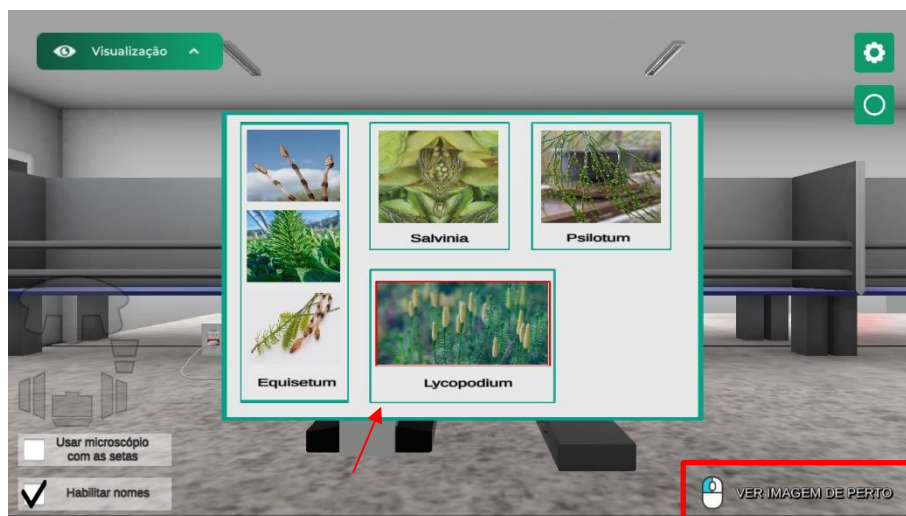 Visualização
Salvinia
Psilotum
Equisetum
Lycopodium
Usar microscópio
com as setas
Habilitar nomes
VER IMAGEM DE PERTO